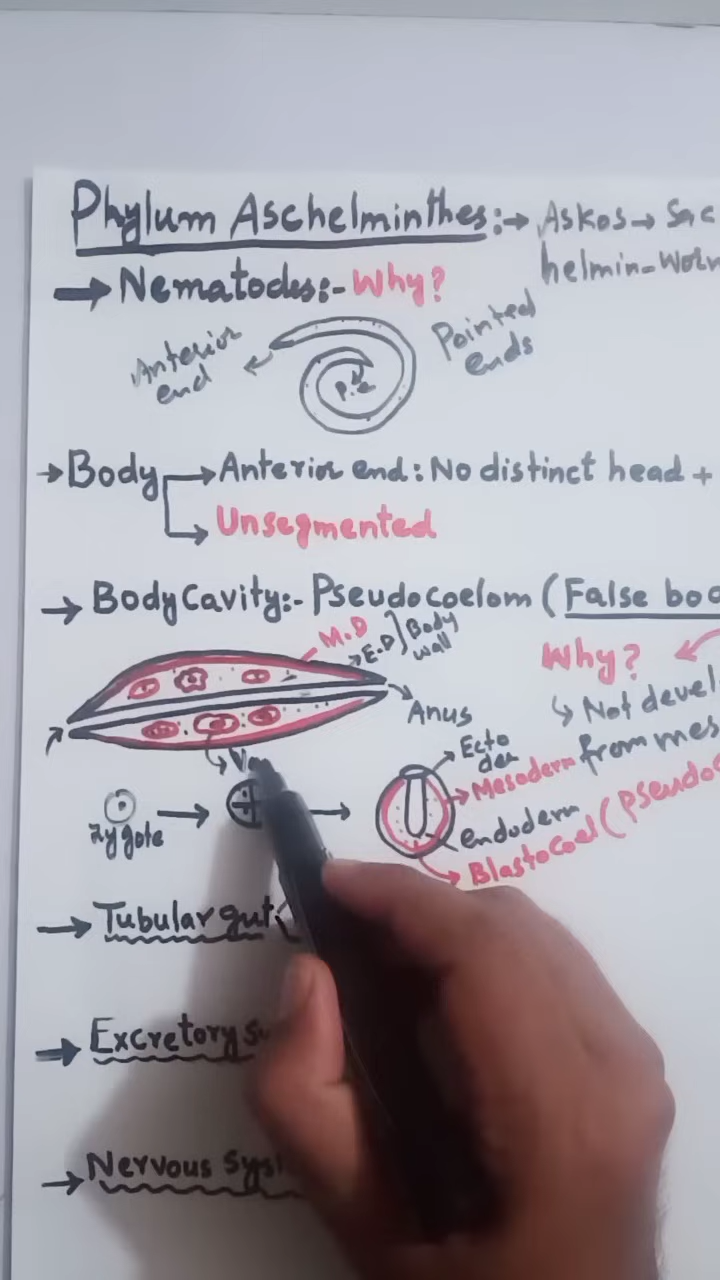 Phylum Aschelminthes:→ Askos→ Sac
helmin-Worm
→ Nematodes:- Why?
Anterior end
Pointed ends
→ Body → Anterior end: No distinct head +
→ Unsegmented
→ Body Cavity:- Pseudocoelom (False bo
M.D
E.D } Body wall
Why?
Not devel
from mes
Anus
Ecto der
Mesoderm
endoderm
Blastocoel (pseudoc
zygote
→ Tubular gut
→ Excretory s
→ Nervous Syst